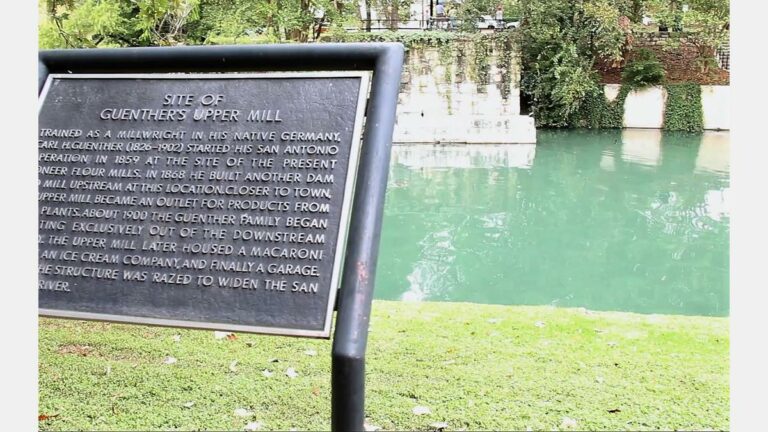 SITE OF
GUENTHER'S UPPER MILL
TRAINED AS A MILLWRIGHT IN HIS NATIVE GERMANY,
CARL H. GUENTHER (1826-1902) STARTED HIS SAN ANTONIO
OPERATION IN 1859 AT THE SITE OF THE PRESENT
PIONEER FLOUR MILLS. IN 1868 HE BUILT ANOTHER DAM
MILL UPSTREAM AT THIS LOCATION. CLOSER TO TOWN,
UPPER MILL BECAME AN OUTLET FOR PRODUCTS FROM
PLANTS. ABOUT 1900 THE GUENTHER FAMILY BEGAN
TING EXCLUSIVELY OUT OF THE DOWNSTREAM
THE UPPER MILL LATER HOUSED A MACARONI
AN ICE CREAM COMPANY, AND FINALLY A GARAGE.
THE STRUCTURE WAS RAZED TO WIDEN THE SAN
RIVER.